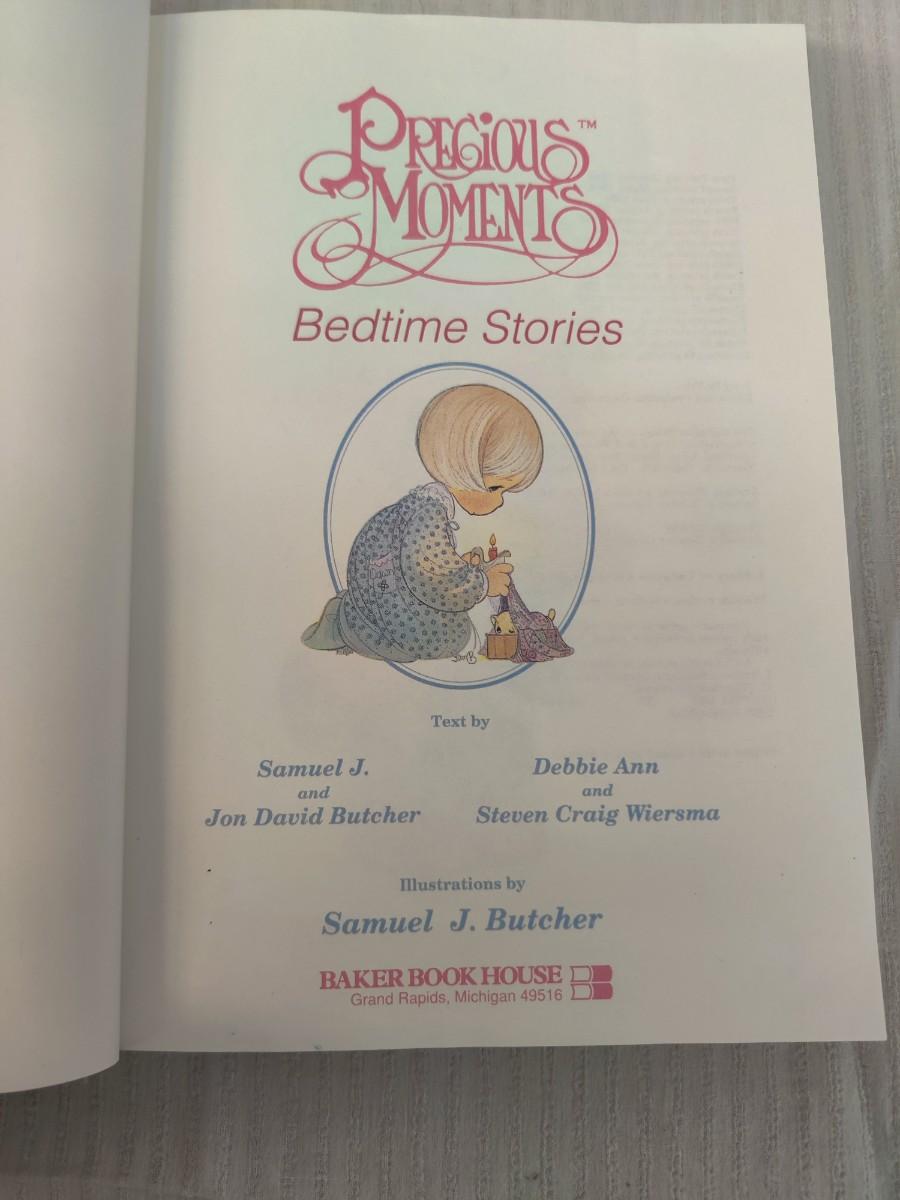 PRECIOUS™
MOMENTS
Bedtime Stories
Text by
Samuel J.
and
Jon David Butcher
Debbie Ann
and
Steven Craig Wiersma
Illustrations by
Samuel J. Butcher
BAKER BOOK HOUSE
Grand Rapids, Michigan 49516